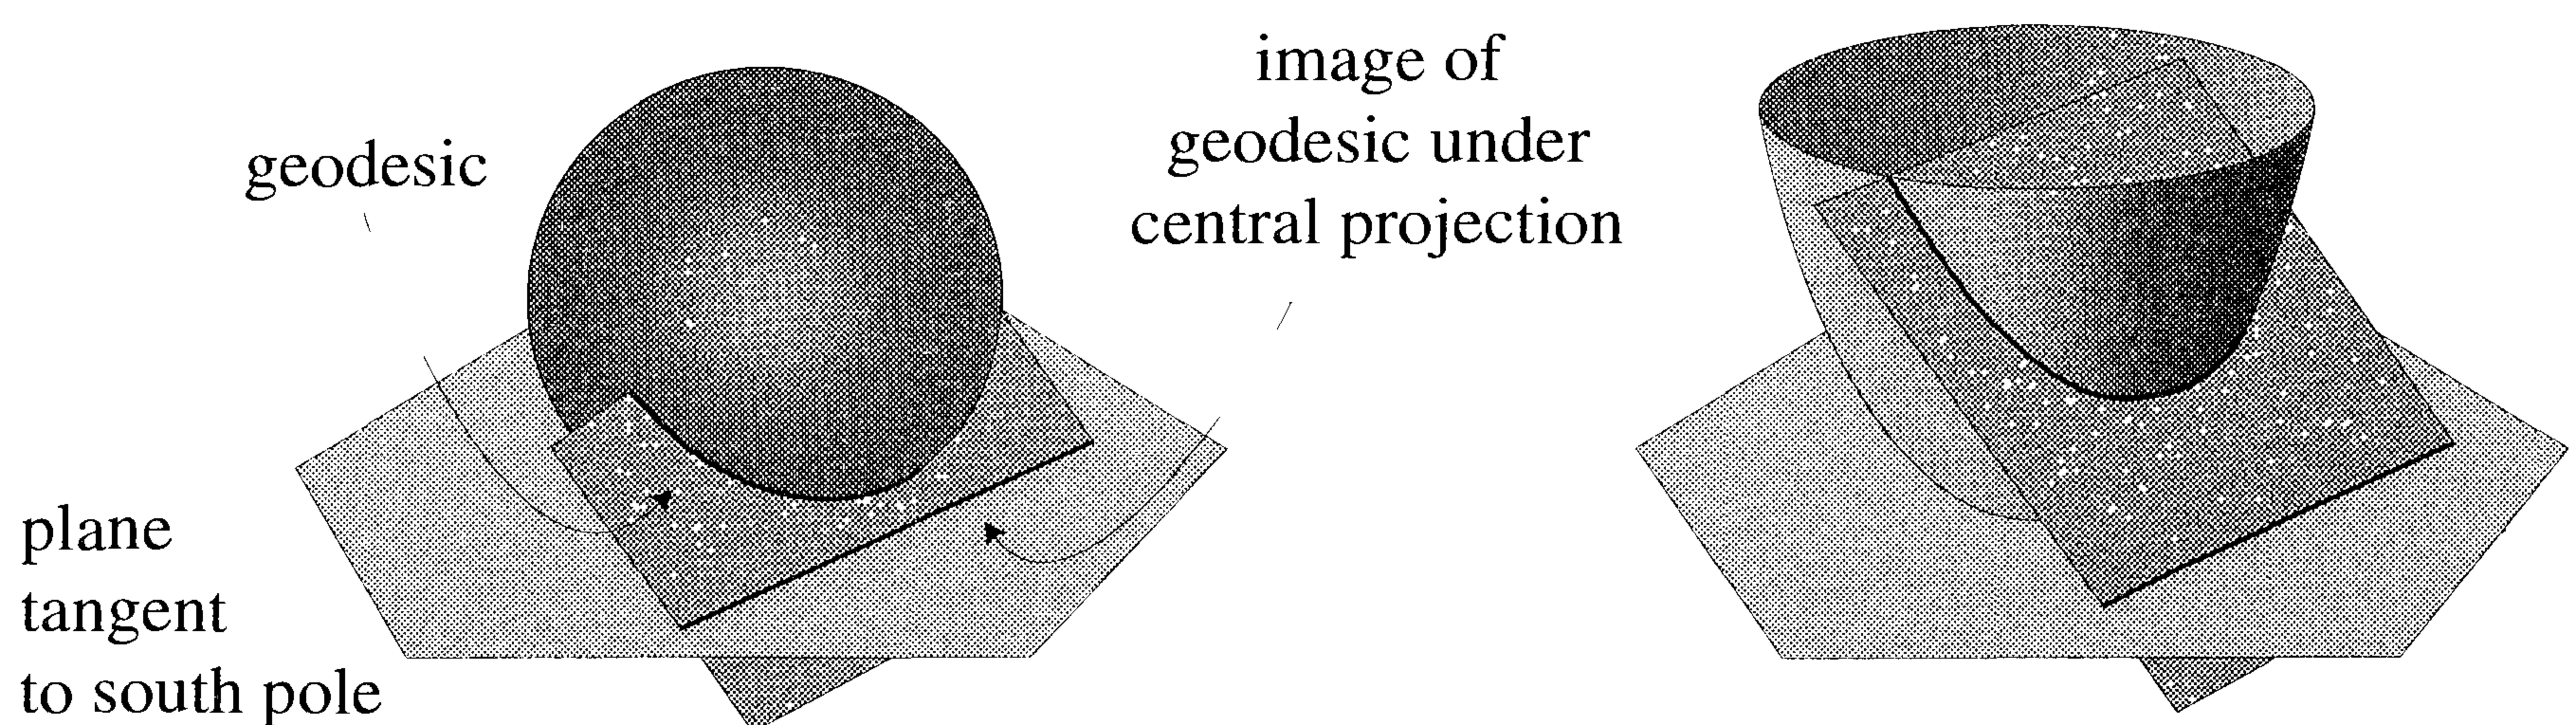 geodesic
image of
geodesic under
central projection
plane
tangent
to south pole